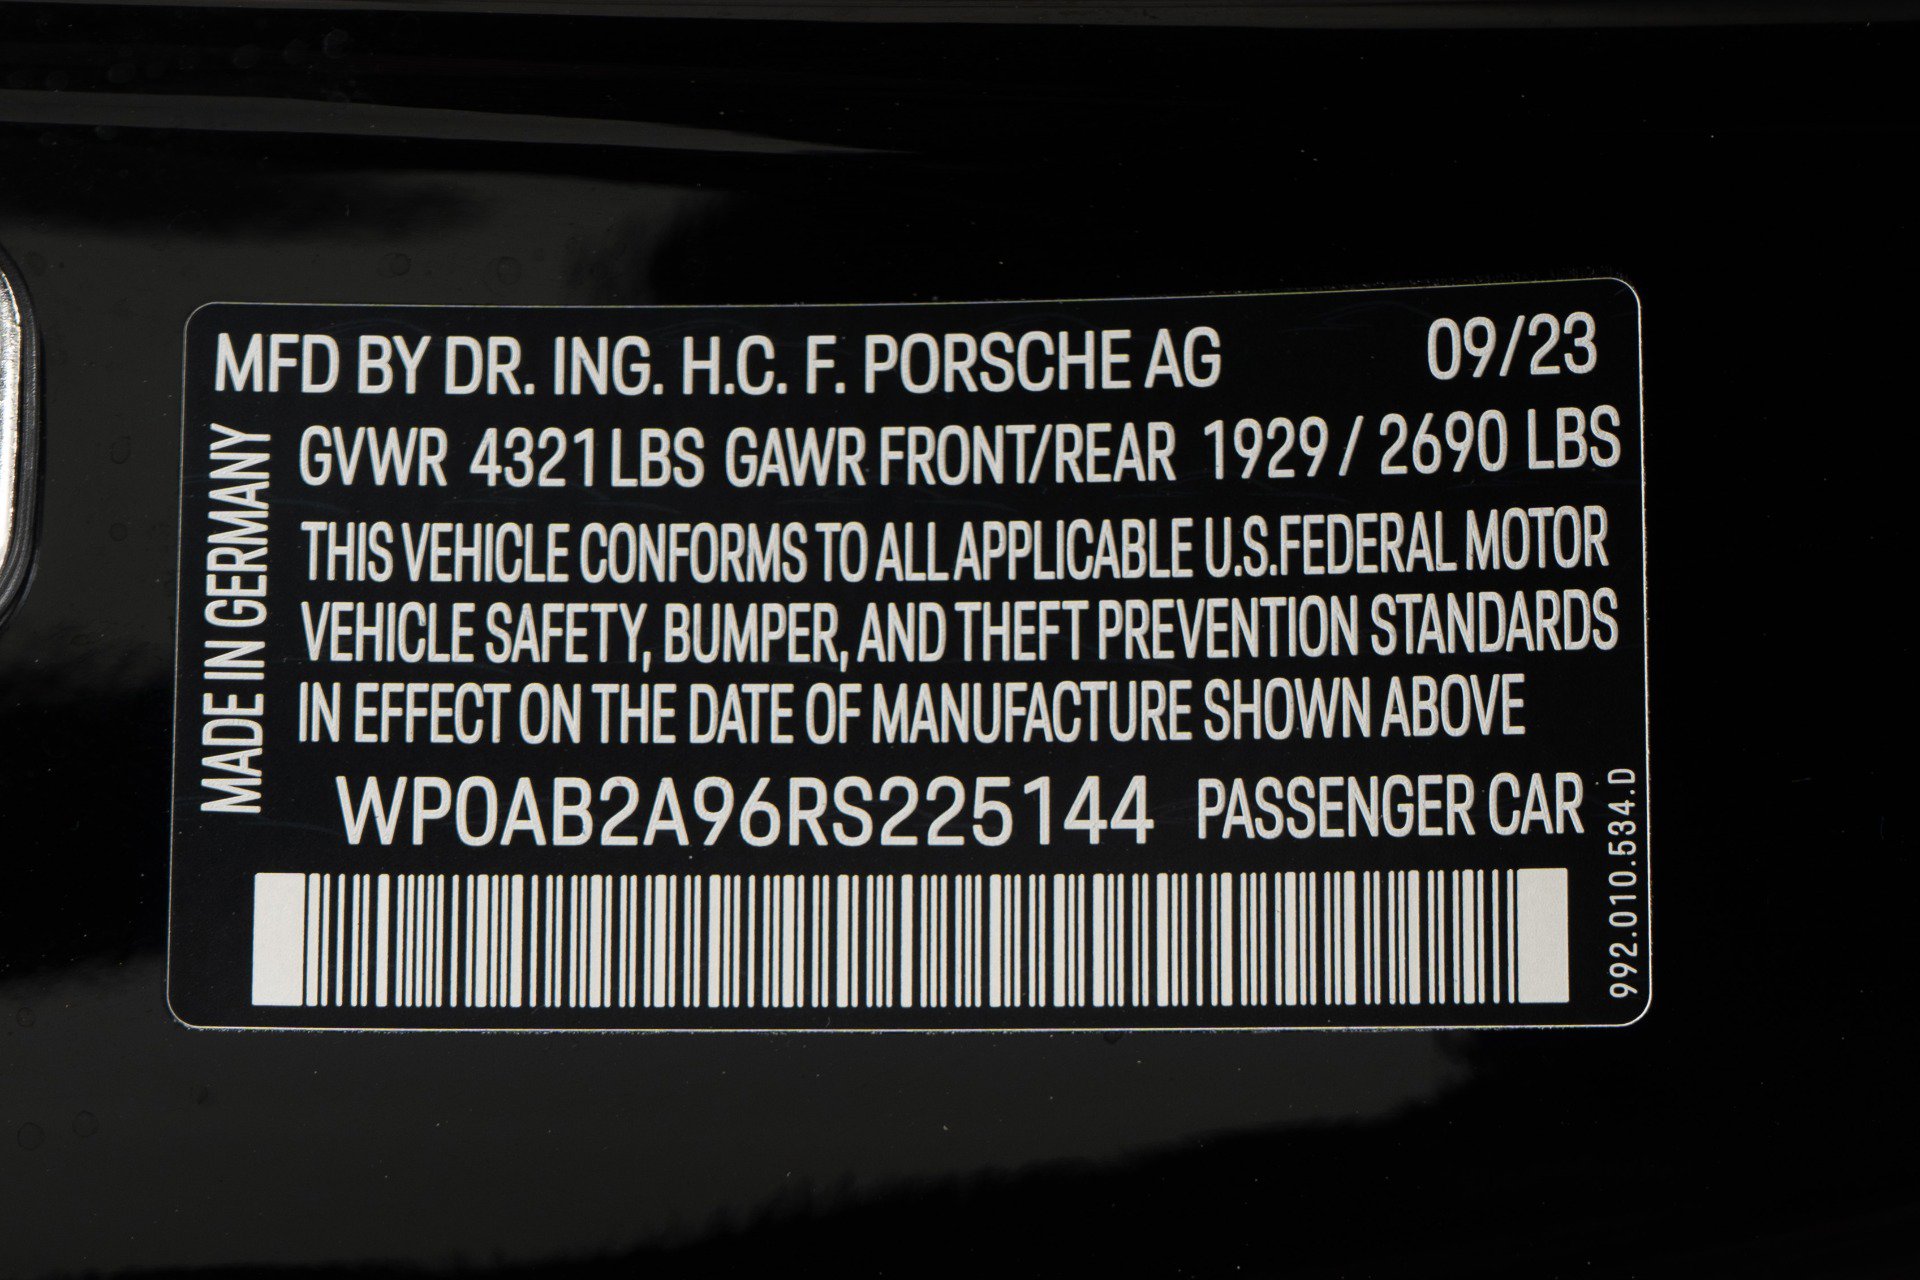 MFD BY DR. ING. H.C. F. PORSCHE AG 09/23
GVWR 4321 LBS GAWR FRONT/REAR 1929 / 2690 LBS
THIS VEHICLE CONFORMS TO ALL APPLICABLE U.S.FEDERAL MOTOR
VEHICLE SAFETY, BUMPER, AND THEFT PREVENTION STANDARDS
IN EFFECT ON THE DATE OF MANUFACTURE SHOWN ABOVE
MADE IN GERMANY
WP0AB2A96RS225144 PASSENGER CAR
992.010.534.D